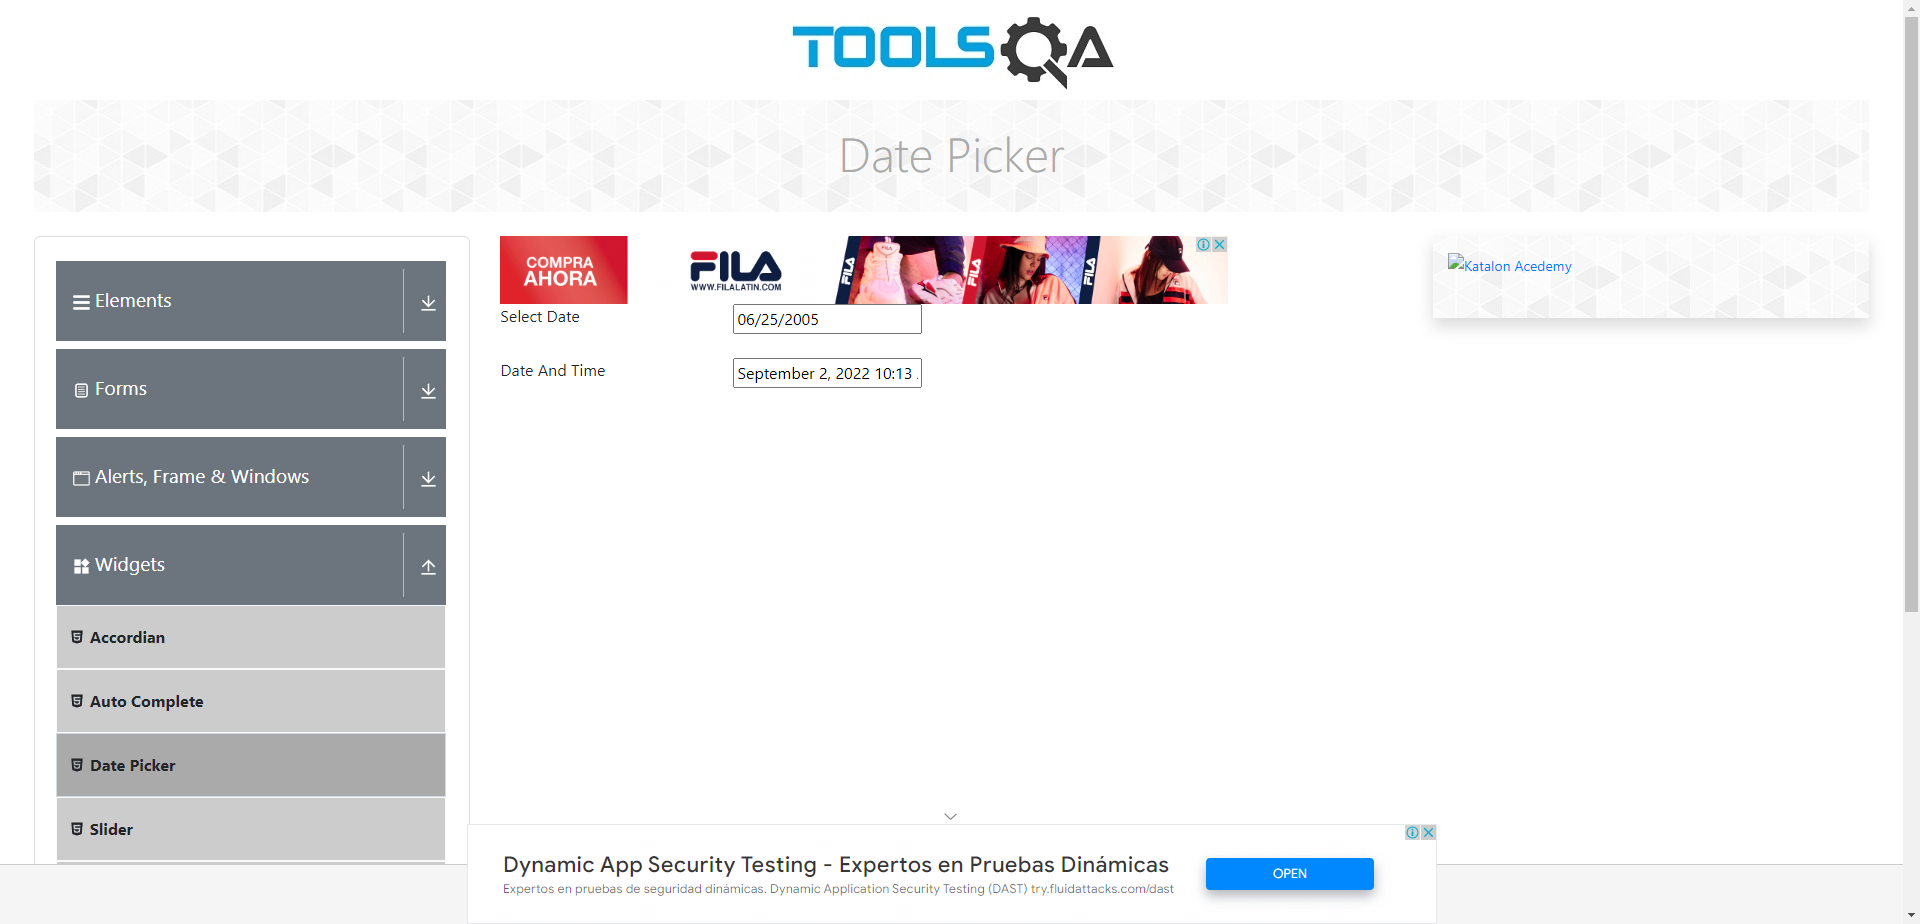 TOOLSQA
Date Picker
Elements
Forms
Alerts, Frame & Windows
Widgets
Accordian
Auto Complete
Date Picker
Slider
COMPRA
AHORA
FILA
WWW.FILALATIN.COM
FILA
FILA
FILA
Select Date
06/25/2005
Date And Time
September 2, 2022 10:13
Katalon Acedemy
Dynamic App Security Testing - Expertos en Pruebas Dinámicas
Expertos en pruebas de seguridad dinámicas. Dynamic Application Security Testing (DAST) try.fluidattacks.com/dast
OPEN